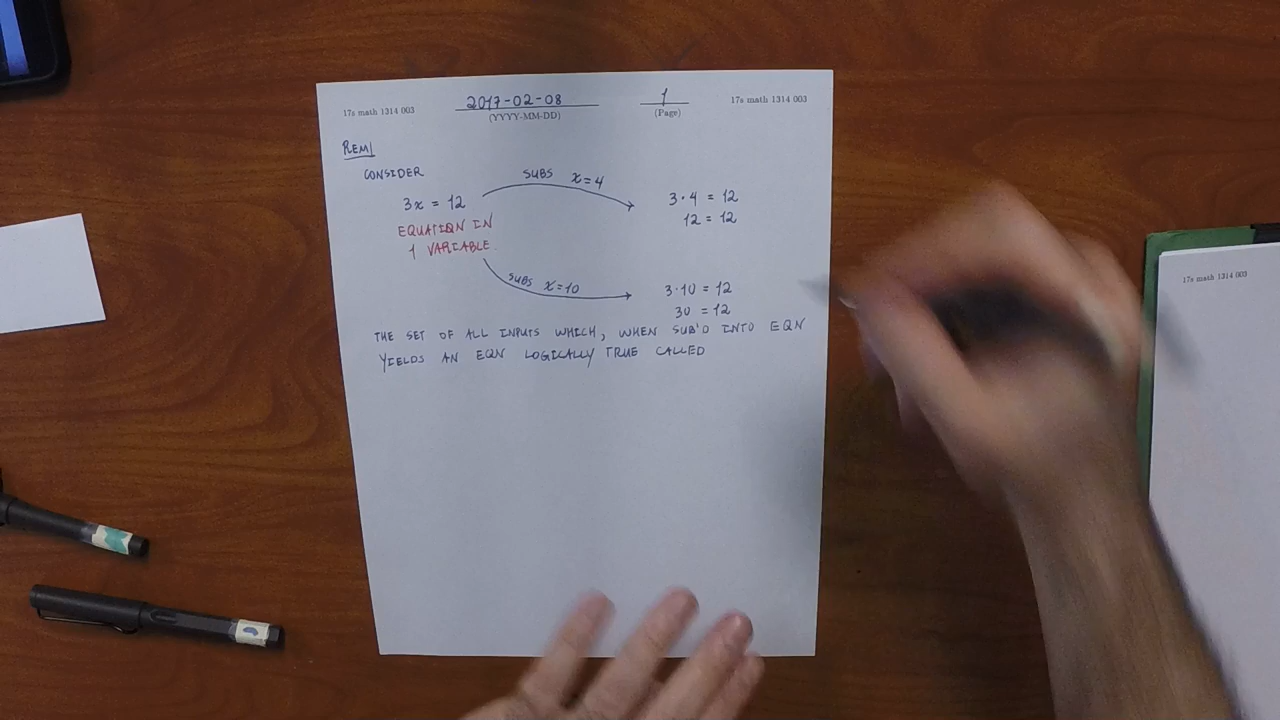 17s math 1314 003
2017-02-08
(YYYY-MM-DD)
1
(Page)
17s math 1314 003
REM
CONSIDER
3x = 12
EQUATION IN
1 VARIABLE
SUBS x=4
3·4 = 12
12 = 12
SUBS x=10
3·10 = 12
30 = 12
THE SET OF ALL INPUTS WHICH, WHEN SUB'D INTO EQN
YIELDS AN EQN LOGICALLY TRUE CALLED
17s math 1314 003